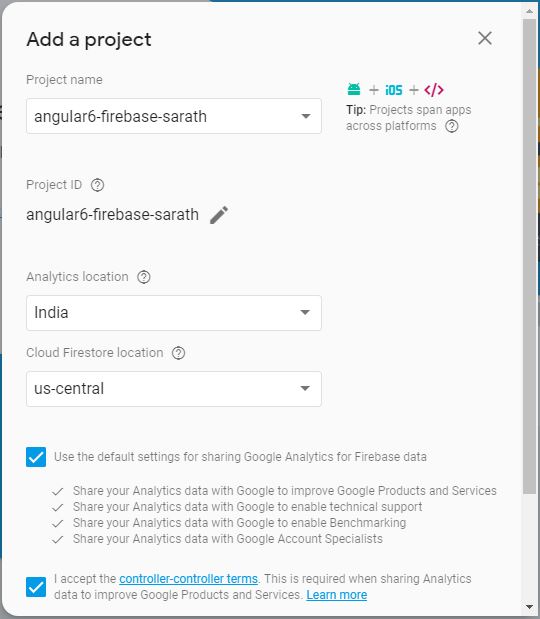 Add a project
Project name
angular6-firebase-sarath
+ iOS + </>
Tip: Projects span apps
across platforms
Project ID
angular6-firebase-sarath
Analytics location
India
Cloud Firestore location
us-central
Use the default settings for sharing Google Analytics for Firebase data
Share your Analytics data with Google to improve Google Products and Services
Share your Analytics data with Google to enable technical support
Share your Analytics data with Google to enable Benchmarking
Share your Analytics data with Google Account Specialists
I accept the controller-controller terms. This is required when sharing Analytics
data to improve Google Products and Services. Learn more